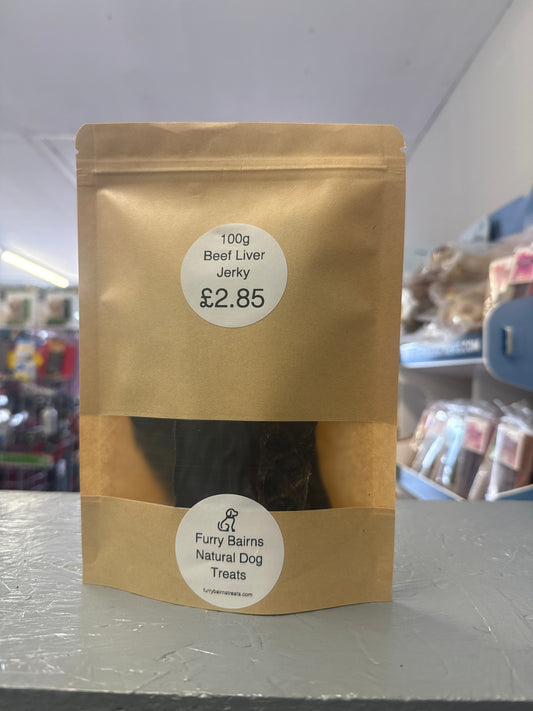 100g
Beef Liver
Jerky
£2.85
Furry Bairns
Natural Dog
Treats
furrybairnstreats.com